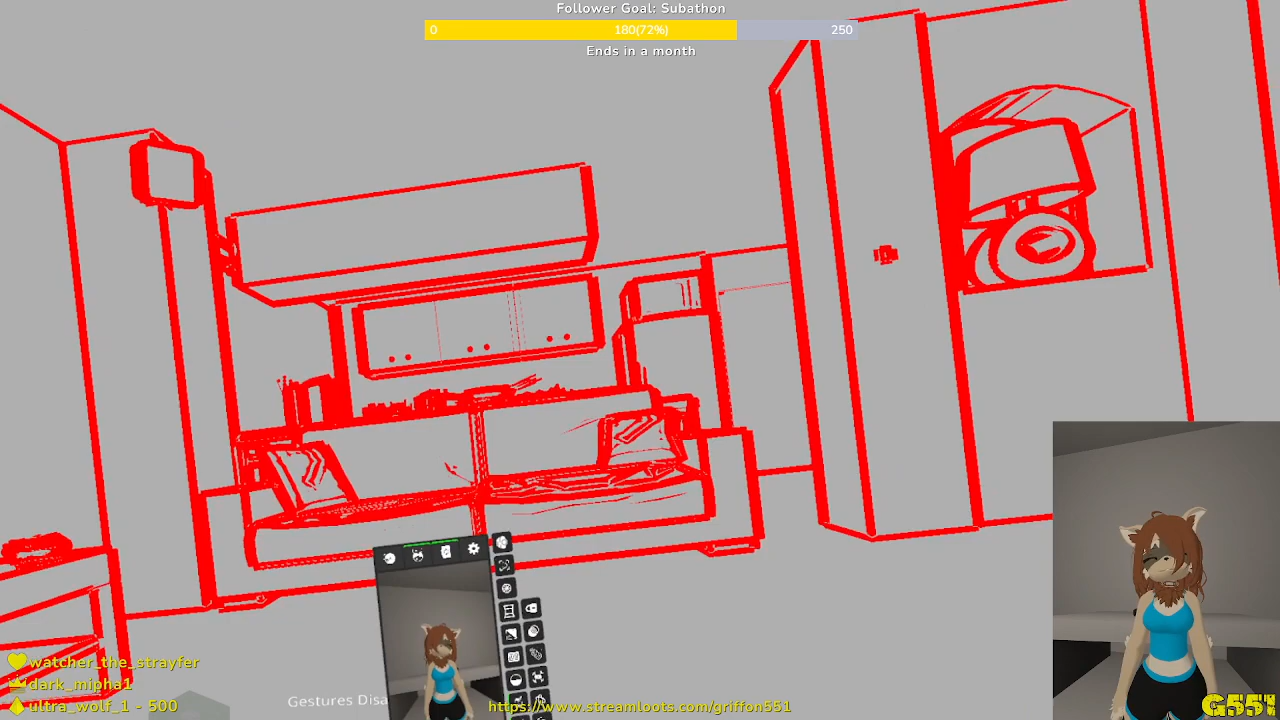 Follower Goal: Subathon
0 180(72%) 250
Ends in a month
watcher_the_strayfer
dark_mipha1
ultra_wolf_1 - 500
Gestures Disa
https://www.streamloots.com/griffon551
G551